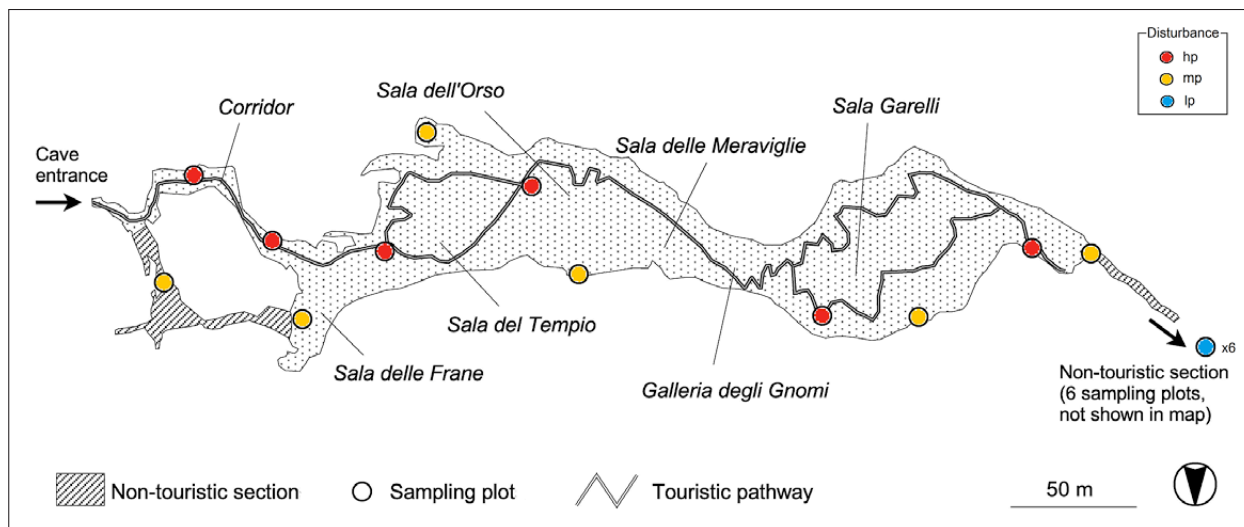 Disturbance
hp
mp
lp
Sala dell'Orso
Corridor
Sala Garelli
Sala delle Meraviglie
Cave
entrance
Sala del Tempio
Sala delle Frane
Galleria degli Gnomi
x6
Non-touristic section
(6 sampling plots,
not shown in map)
Non-touristic section
Sampling plot
Touristic pathway
50 m